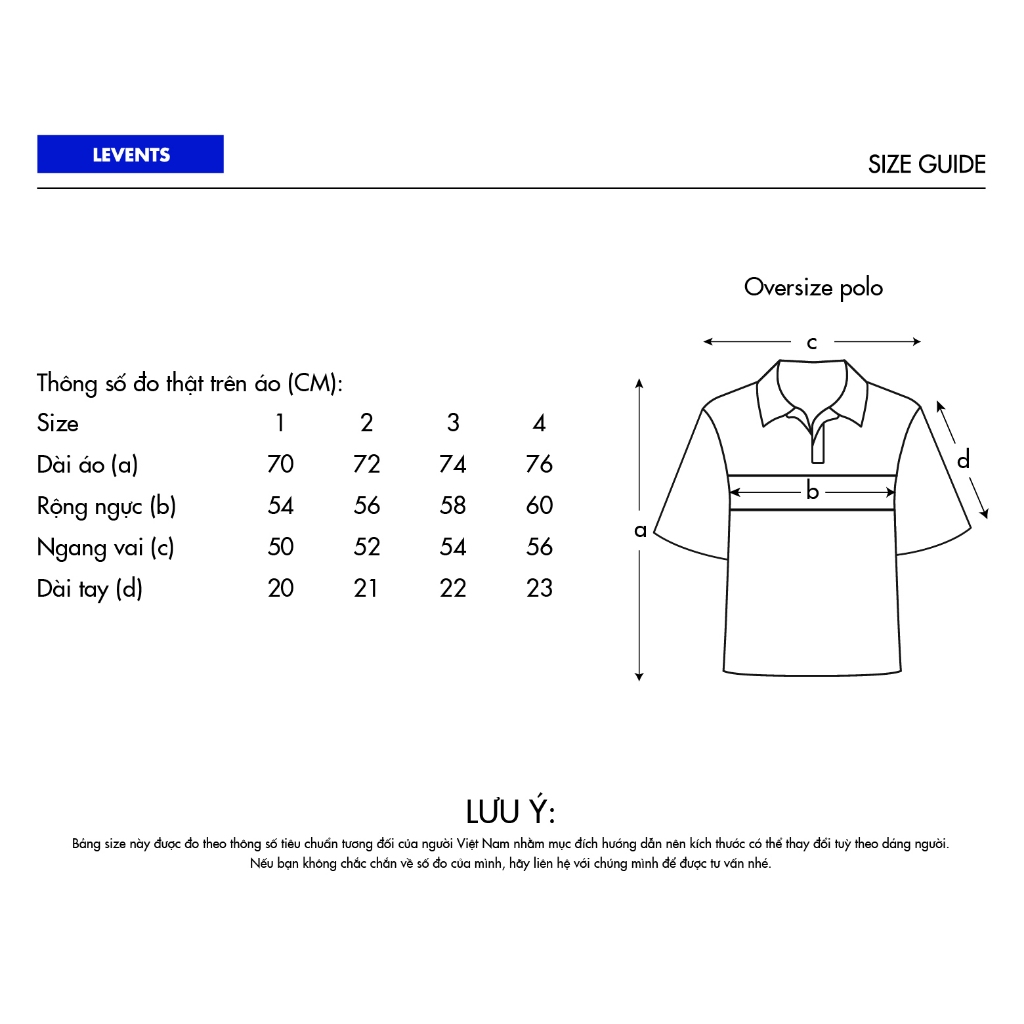 LEVENTS
SIZE GUIDE
Oversize polo
c
Thông số đo thật trên áo (CM):
Size 1 2 3 4
Dài áo (a) 70 72 74 76
Rộng ngực (b) 54 56 58 60
Ngang vai (c) 50 52 54 56
Dài tay (d) 20 21 22 23
d
b
a
LƯU Ý:
Bảng size này được đo theo thông số tiêu chuẩn tương đối của người Việt Nam nhằm mục đích hướng dẫn nên kích thước có thể thay đổi tuỳ theo dáng người.
Nếu bạn không chắc chắn về số đo của mình, hãy liên hệ với chúng mình để được tư vấn nhé.